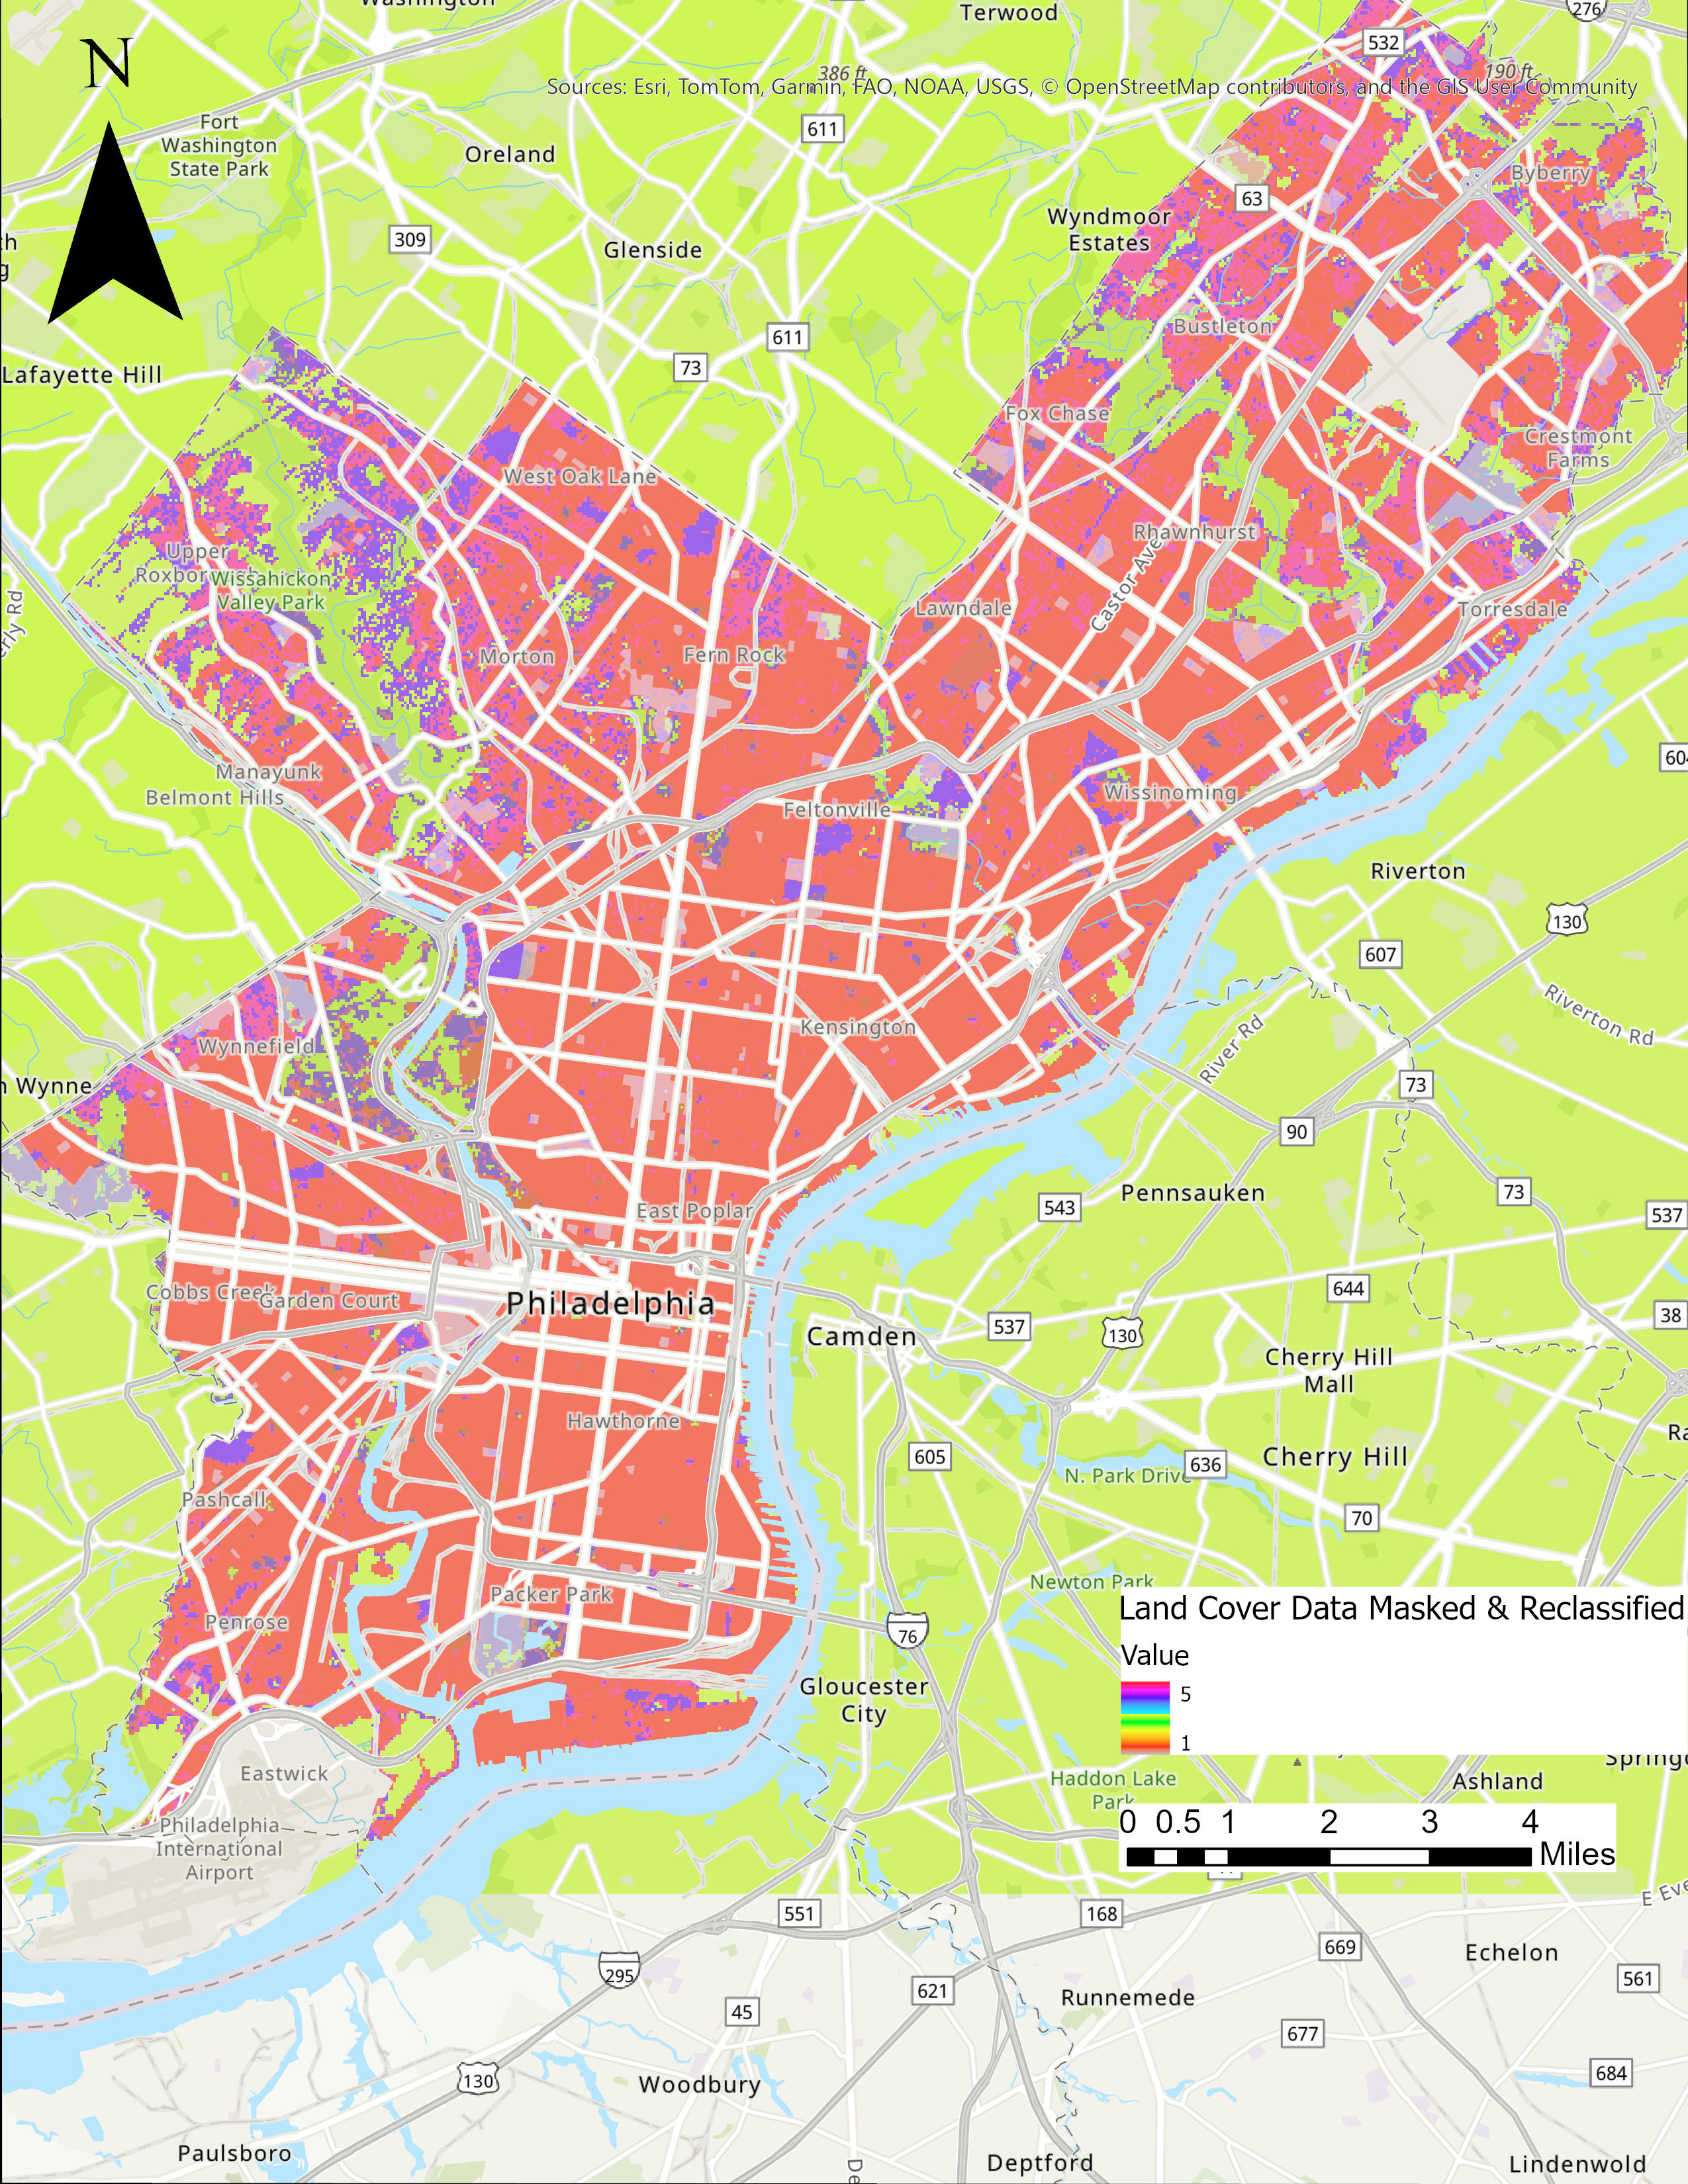 Washington
Terwood
276
532
N
386 ft
190 ft
Sources: Esri, TomTom, Garmin, FAO, NOAA, USGS, © OpenStreetMap contributors, and the GIS User Community
Fort
Washington
State Park
611
Oreland
Byberry
63
Wyndmoor
Estates
309
Glenside
Bustleton
611
73
Lafayette Hill
Fox Chase
Crestmont
Farms
West Oak Lane
Rhawnhurst
Castor Ave
Upper
Wissahickon
Valley Park
Lawndale
Torresdale
Morton
Fern Rock
Manayunk
Belmont Hills
Feltonville
Wissinoming
Riverton
130
607
Riverton Rd
Kensington
River Rd
Wynnefield
n Wynne
73
90
Pennsauken
73
543
537
East Poplar
644
Cobbs Creek
Garden Court
Philadelphia
Camden
537
130
38
Cherry Hill
Mall
Hawthorne
605
Cherry Hill
N. Park Drive
636
Pashcall
70
Newton Park
Packer Park
Penrose
76
Land Cover Data Masked & Reclassified
Value
5
1
Gloucester
City
Eastwick
Haddon Lake
Park
Ashland
0 0.5 1 2 3 4
Miles
Philadelphia
International
Airport
551
168
669
Echelon
295
621
561
45
Runnemede
677
130
Woodbury
684
Paulsboro
Deptford
Lindenwold